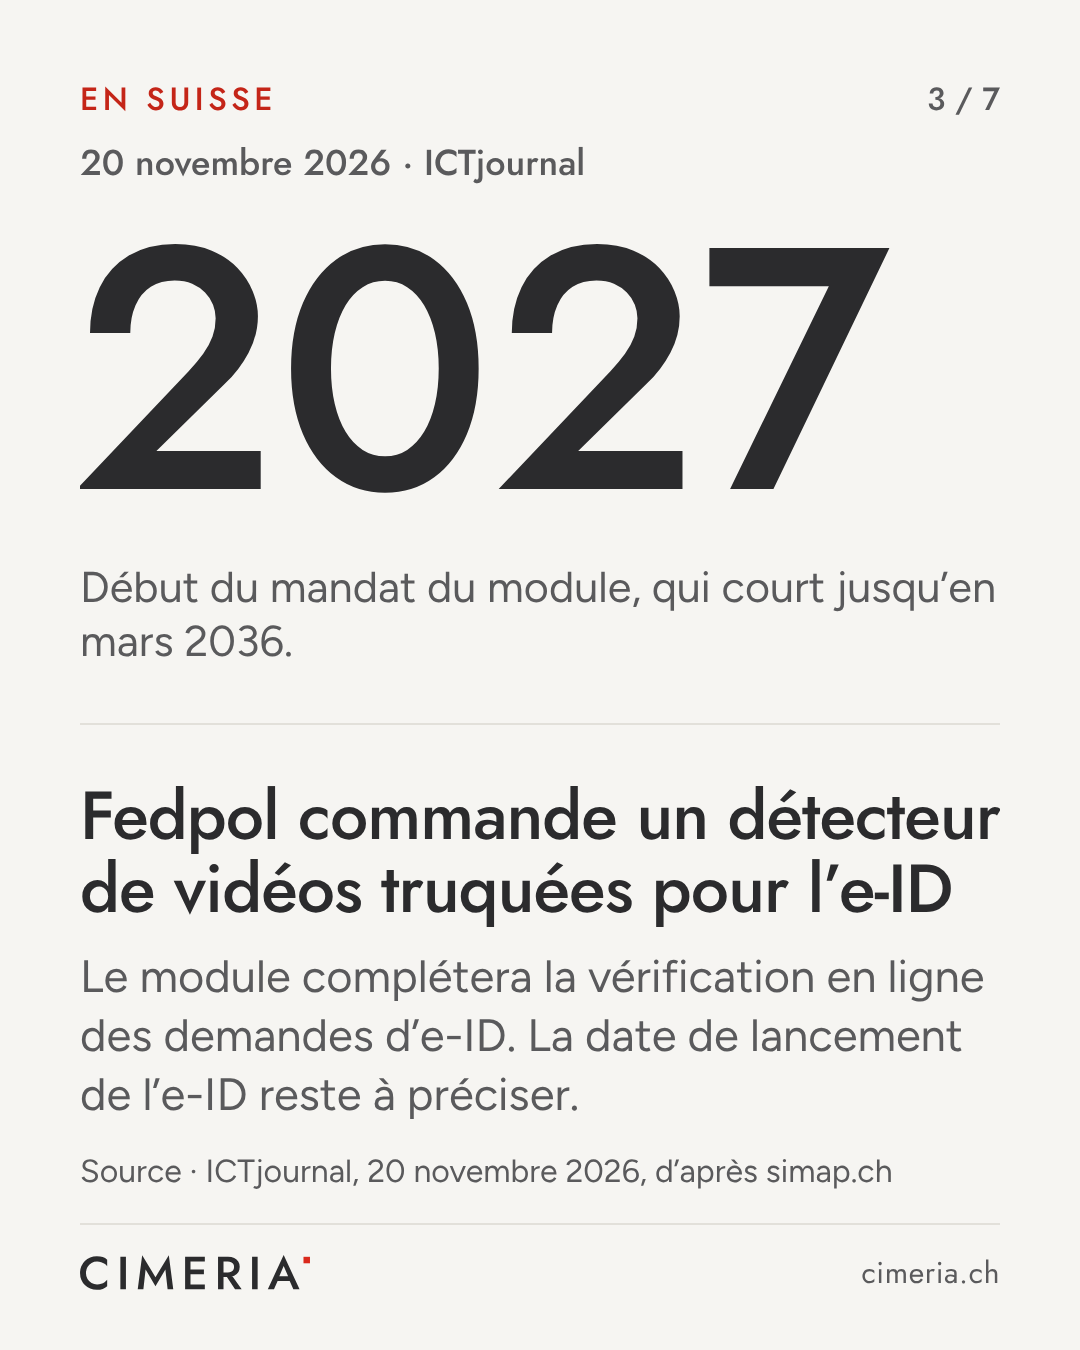 EN SUISSE
3 / 7
20 novembre 2026 · ICTjournal
2027
Début du mandat du module, qui court jusqu’en
mars 2036.
Fedpol commande un détecteur
de vidéos truquées pour l’e-ID
Le module complétera la vérification en ligne
des demandes d’e-ID. La date de lancement
de l’e-ID reste à préciser.
Source · ICTjournal, 20 novembre 2026, d’après simap.ch
CIMERIA
cimeria.ch